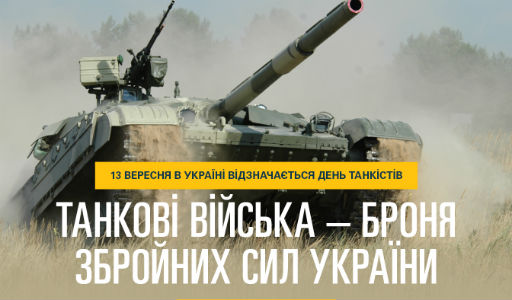 13 ВЕРЕСНЯ В УКРАЇНІ ВІДЗНАЧАЄТЬСЯ ДЕНЬ ТАНКІСТІВ
ТАНКОВІ ВІЙСЬКА – БРОНЯ
ЗБРОЙНИХ СИЛ УКРАЇНИ